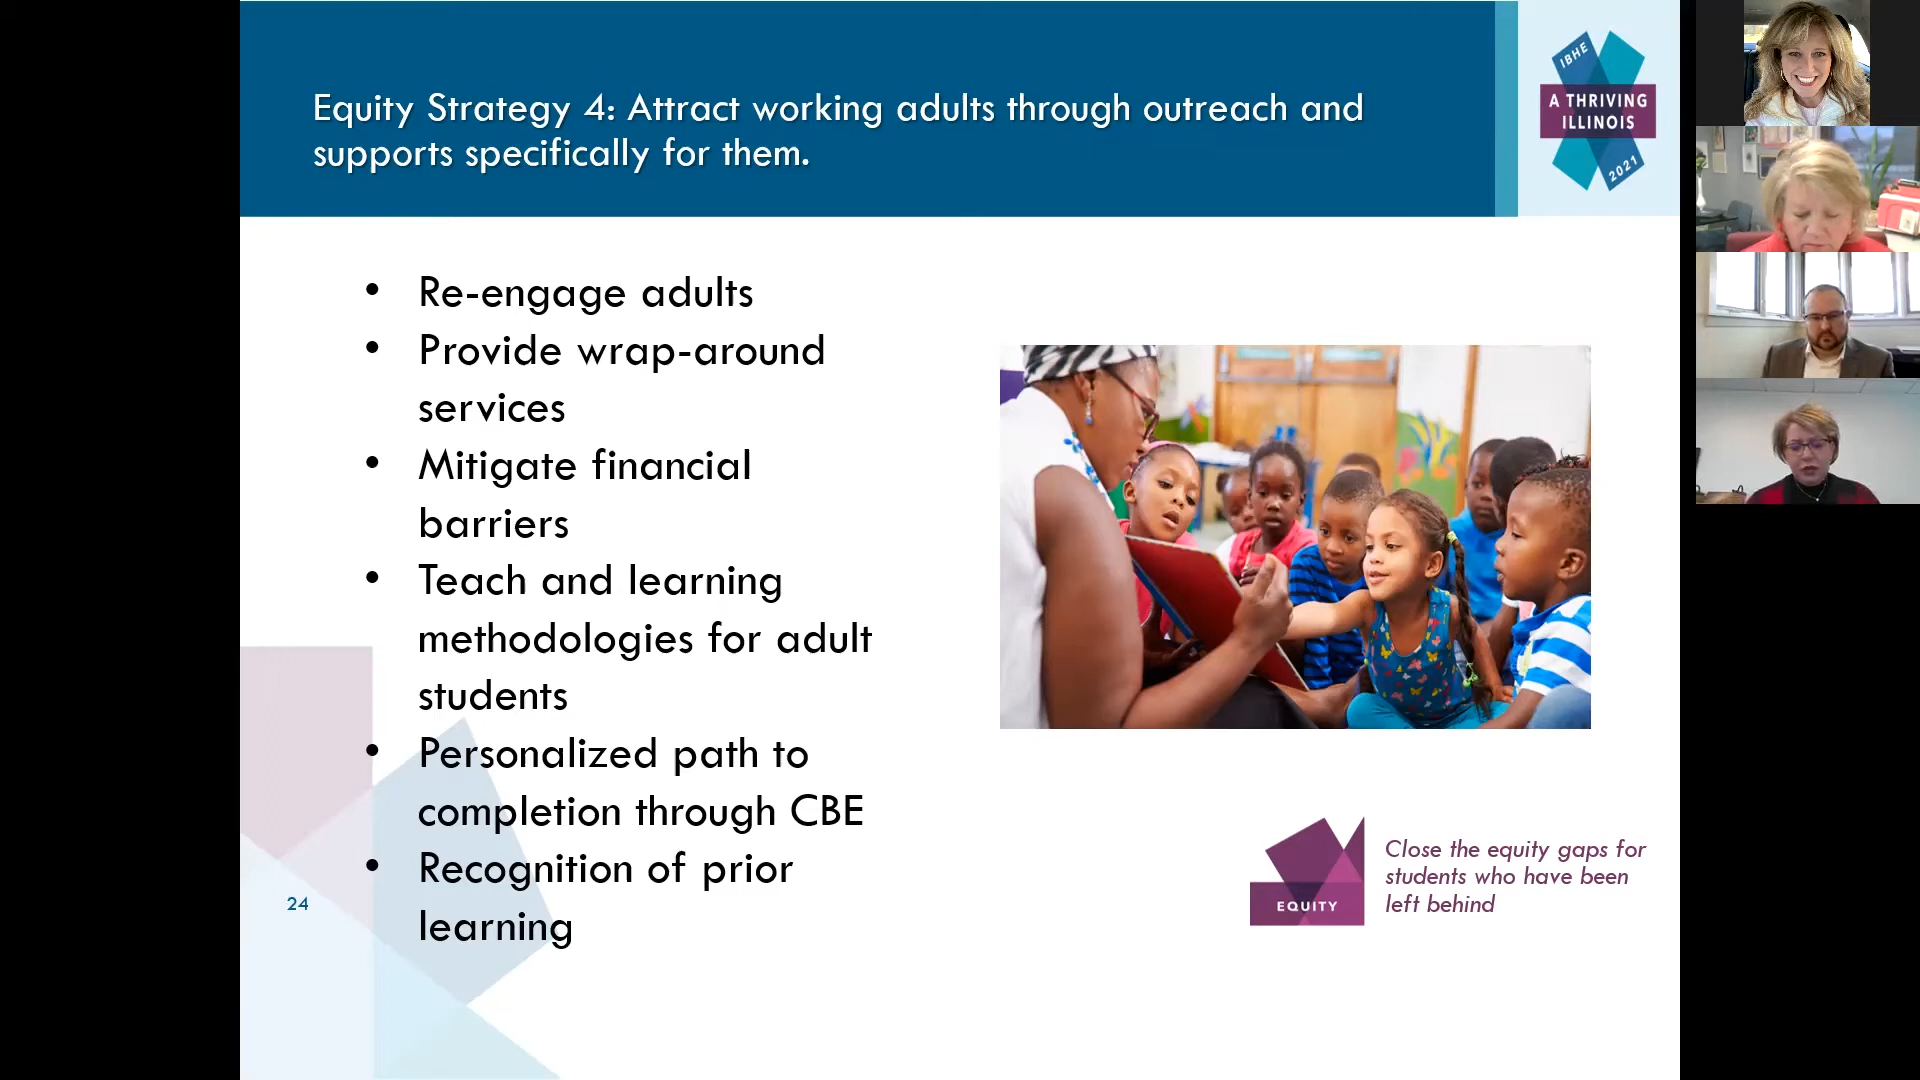 Equity Strategy 4: Attract working adults through outreach and
supports specifically for them.
IBHE
A THRIVING
ILLINOIS
2021
• Re-engage adults
• Provide wrap-around
services
• Mitigate financial
barriers
• Teach and learning
methodologies for adult
students
• Personalized path to
completion through CBE
• Recognition of prior
learning
24
EQUITY
Close the equity gaps for
students who have been
left behind